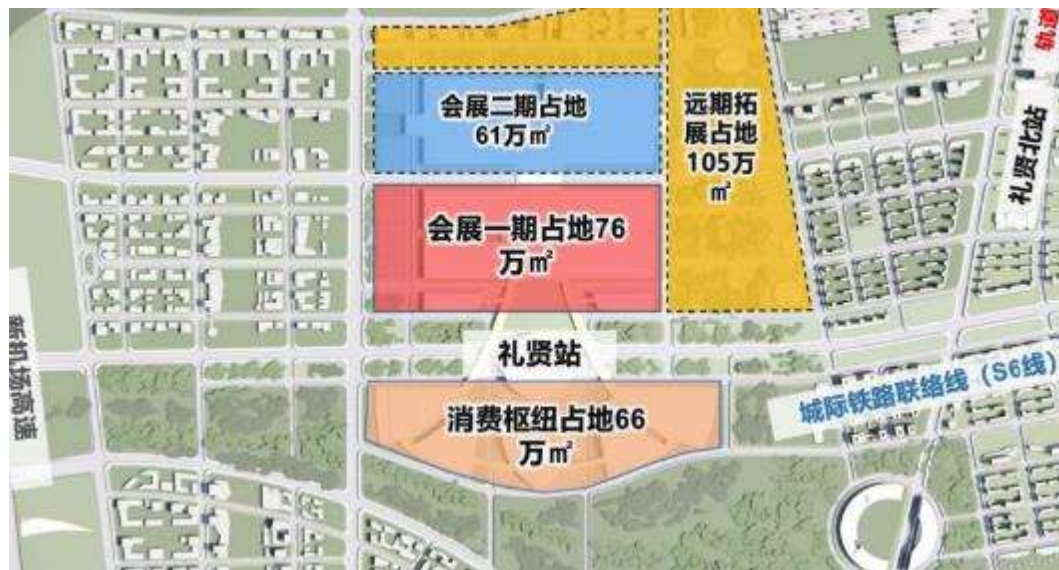 会展二期占地
61万㎡
远期拓
展占地
105万
㎡
轨道
礼贤北站
会展一期占地76
万㎡
新机场高速
礼贤站
城际铁路联络线（S6线）
消费枢纽占地66
万㎡